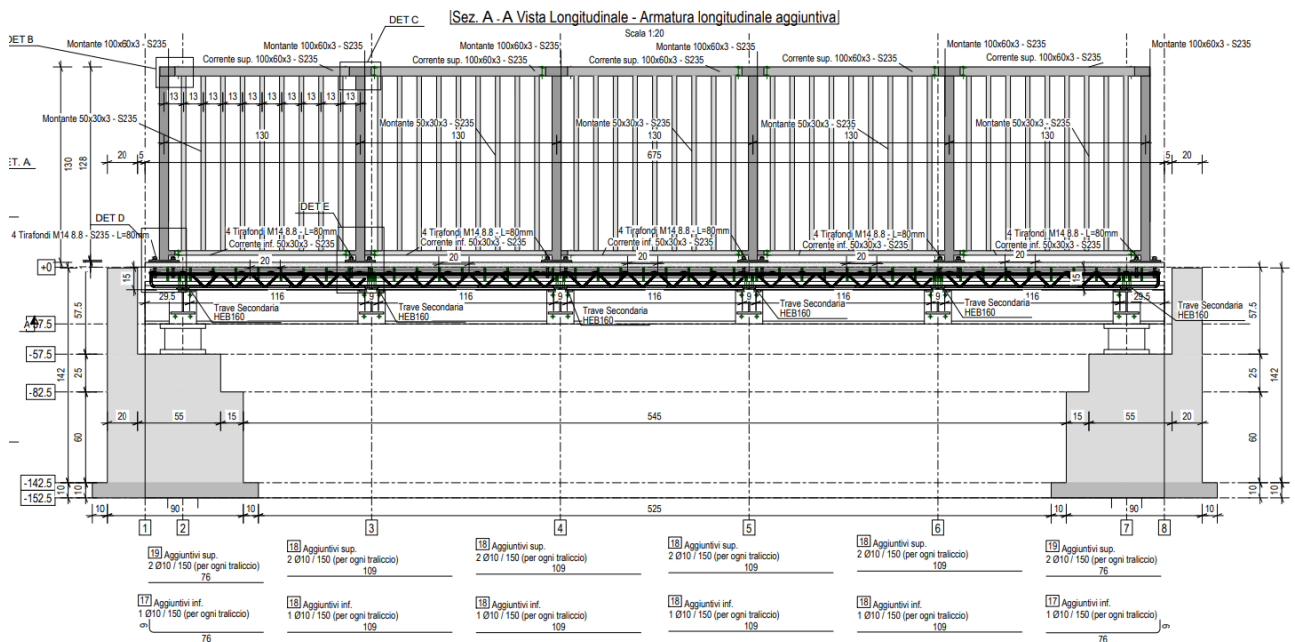 Sez. A - A Vista Longitudinale - Armatura longitudinale aggiuntiva
Scala 1:20
DET C
DET B
Montante 100x60x3 - S235
Montante 100x60x3 - S235
Montante 100x60x3 - S235
Montante 100x60x3 - S235
Montante 100x60x3 - S235
Montante 100x60x3 - S235
Corrente sup. 100x60x3 - S235
Corrente sup. 100x60x3 - S235
Corrente sup. 100x60x3 - S235
Corrente sup. 100x60x3 - S235
Corrente sup. 100x60x3 - S235
13 13 13 13 13 13 13 13 13 13
Montante 50x30x3 - S235
Montante 50x30x3 - S235
Montante 50x30x3 - S235
Montante 50x30x3 - S235
Montante 50x30x3 - S235
130 130 130 130 130
675
20 5
5 20
130
128
ET. A
DET D
DET E
4 Tirafondi M14 8.8 - S235 - L=80mm
4 Tirafondi M14 8.8 - L=80mm
4 Tirafondi M14 8.8 - L=80mm
4 Tirafondi M14 8.8 - L=80mm
4 Tirafondi M14 8.8 - L=80mm
Corrente inf. 50x30x3 - S235
Corrente inf. 50x30x3 - S235
Corrente inf. 50x30x3 - S235
Corrente inf. 50x30x3 - S235
Corrente inf. 50x30x3 - S235
20 20 20 20 20
+0
1
15
15
29.5 116 9 116 9 116 9 116 9 116 29.5
Trave Secondaria
HEB160
Trave Secondaria
HEB160
Trave Secondaria
HEB160
Trave Secondaria
HEB160
Trave Secondaria
HEB160
Trave Secondaria
HEB160
57.5
57.5
A
-57.5
142
142
25
25
-82.5
20 55 15
545
15 55 20
60
60
-142.5
-152.5
10 10
10 10
10 90 10
525
10 90 10
1 2 3 4 5 6 7 8
19 Aggiuntivi sup.
2 Ø10 / 150 (per ogni traliccio)
76
18 Aggiuntivi sup.
2 Ø10 / 150 (per ogni traliccio)
109
18 Aggiuntivi sup.
2 Ø10 / 150 (per ogni traliccio)
109
18 Aggiuntivi sup.
2 Ø10 / 150 (per ogni traliccio)
109
18 Aggiuntivi sup.
2 Ø10 / 150 (per ogni traliccio)
109
19 Aggiuntivi sup.
2 Ø10 / 150 (per ogni traliccio)
76
17 Aggiuntivi inf.
1 Ø10 / 150 (per ogni traliccio)
9
76
18 Aggiuntivi inf.
1 Ø10 / 150 (per ogni traliccio)
109
18 Aggiuntivi inf.
1 Ø10 / 150 (per ogni traliccio)
109
18 Aggiuntivi inf.
1 Ø10 / 150 (per ogni traliccio)
109
18 Aggiuntivi inf.
1 Ø10 / 150 (per ogni traliccio)
109
17 Aggiuntivi inf.
1 Ø10 / 150 (per ogni traliccio)
9
76